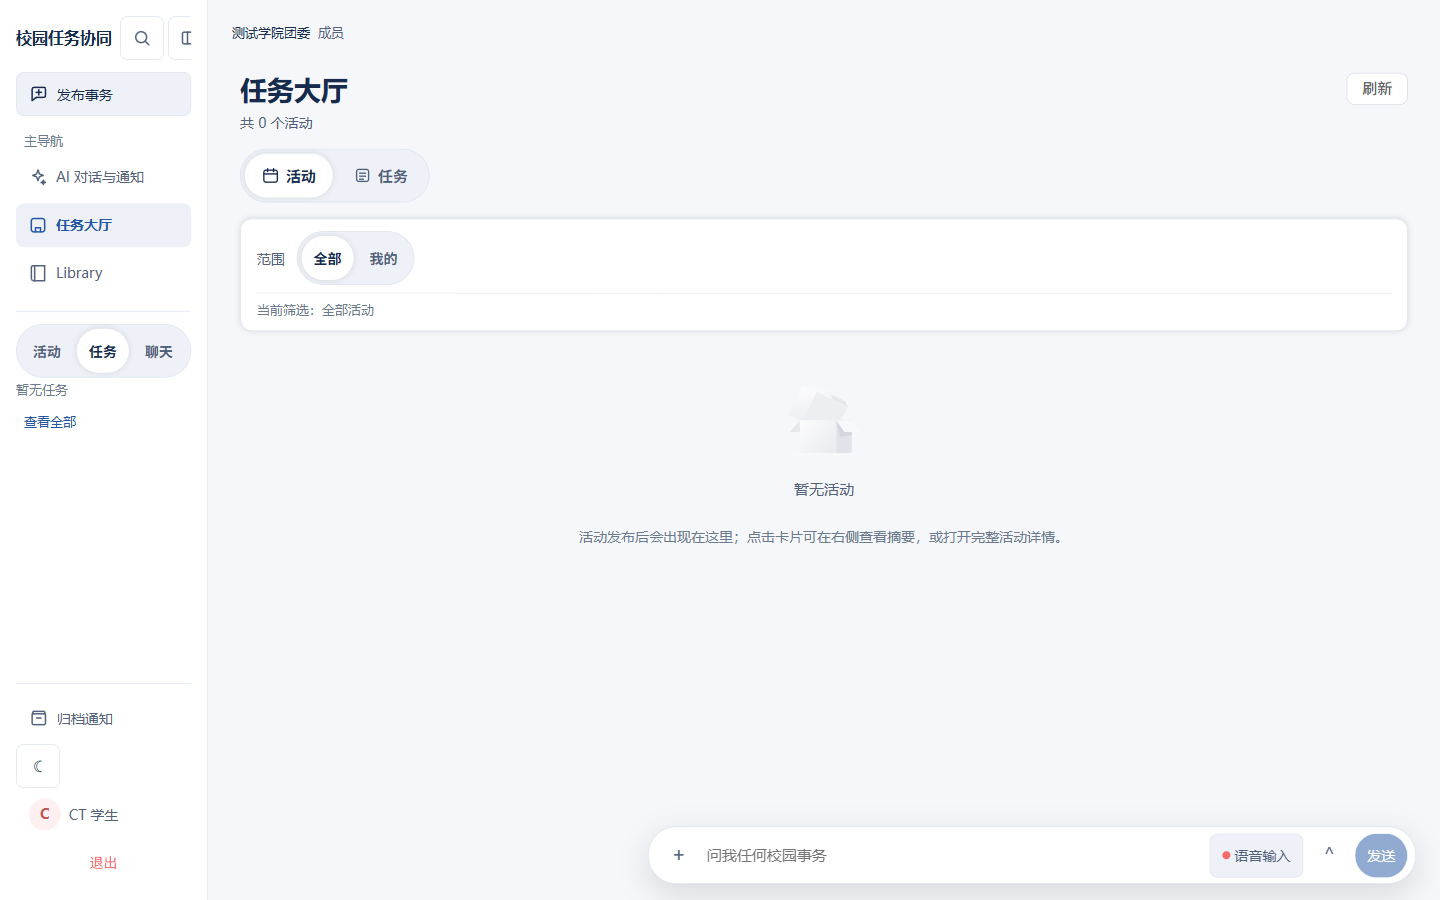 校园任务协同
发布事务
主导航
AI 对话与通知
任务大厅
Library
活动 任务 聊天
暂无任务
查看全部
归档通知
C CT 学生
退出
测试学院团委 成员
任务大厅
刷新
共 0 个活动
活动 任务
范围 全部 我的
当前筛选：全部活动
暂无活动
活动发布后会出现在这里；点击卡片可在右侧查看摘要，或打开完整活动详情。
+ 问我任何校园事务 语音输入 ^ 发送